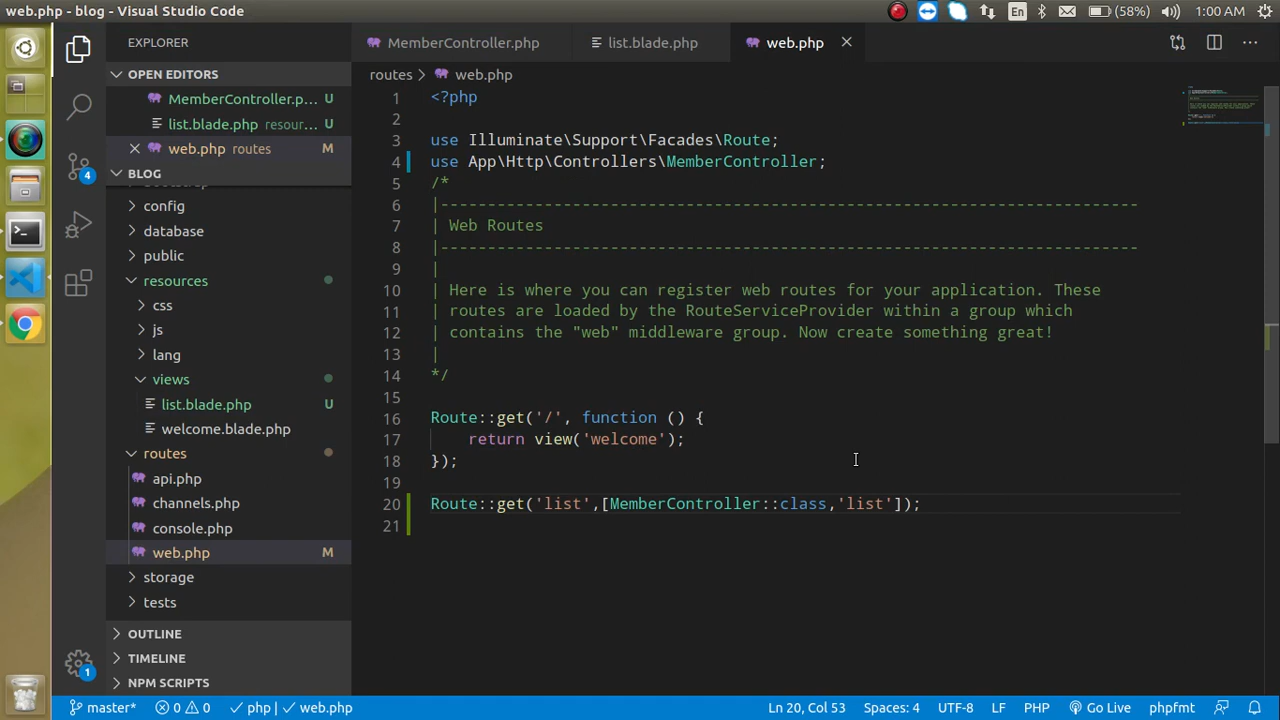 web.php - blog - Visual Studio Code
En
(58%)
1:00 AM
EXPLORER
OPEN EDITORS
MemberController.p... U
list.blade.php resour... U
web.php routes M
BLOG
config
database
public
resources
css
js
lang
views
list.blade.php U
welcome.blade.php
routes
api.php
channels.php
console.php
web.php M
storage
tests
OUTLINE
TIMELINE
NPM SCRIPTS
4
1
MemberController.php
list.blade.php
web.php
routes > web.php
1 <?php
2
3 use Illuminate\Support\Facades\Route;
4 use App\Http\Controllers\MemberController;
5 /*
6 |--------------------------------------------------------------------------
7 | Web Routes
8 |--------------------------------------------------------------------------
9 |
10 | Here is where you can register web routes for your application. These
11 | routes are loaded by the RouteServiceProvider within a group which
12 | contains the "web" middleware group. Now create something great!
13 |
14 */
15
16 Route::get('/', function () {
17 return view('welcome');
18 });
19
20 Route::get('list',[MemberController::class,'list']);
21
master* 0 0 php | web.php Ln 20, Col 53 Spaces: 4 UTF-8 LF PHP Go Live phpfmt